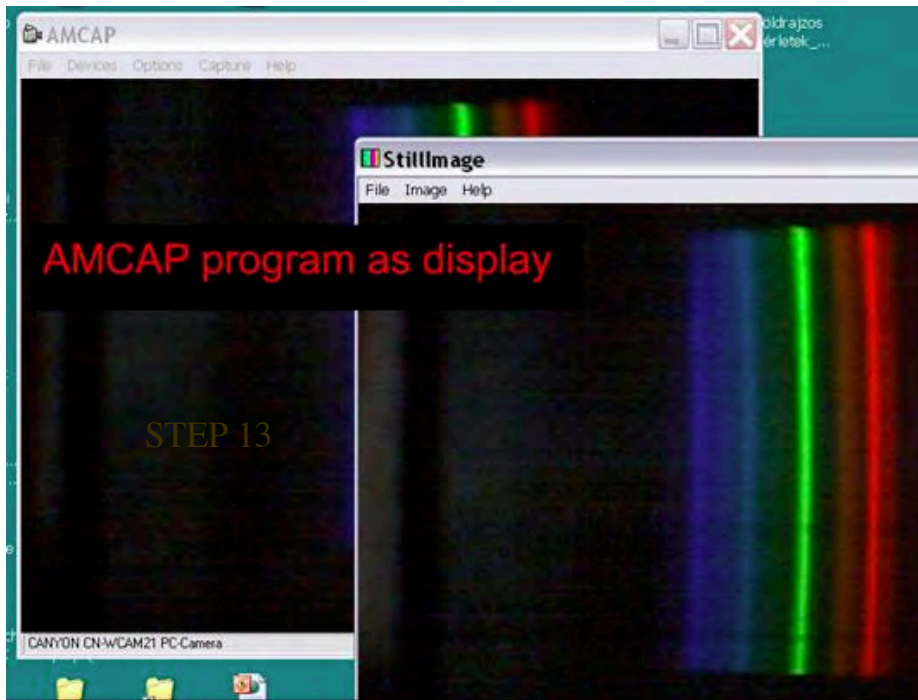 AMCAP
File Devices Options Capture Help
StillImage
File Image Help
AMCAP program as display
STEP 13
CANYON CN-WCAM21 PC-Camera